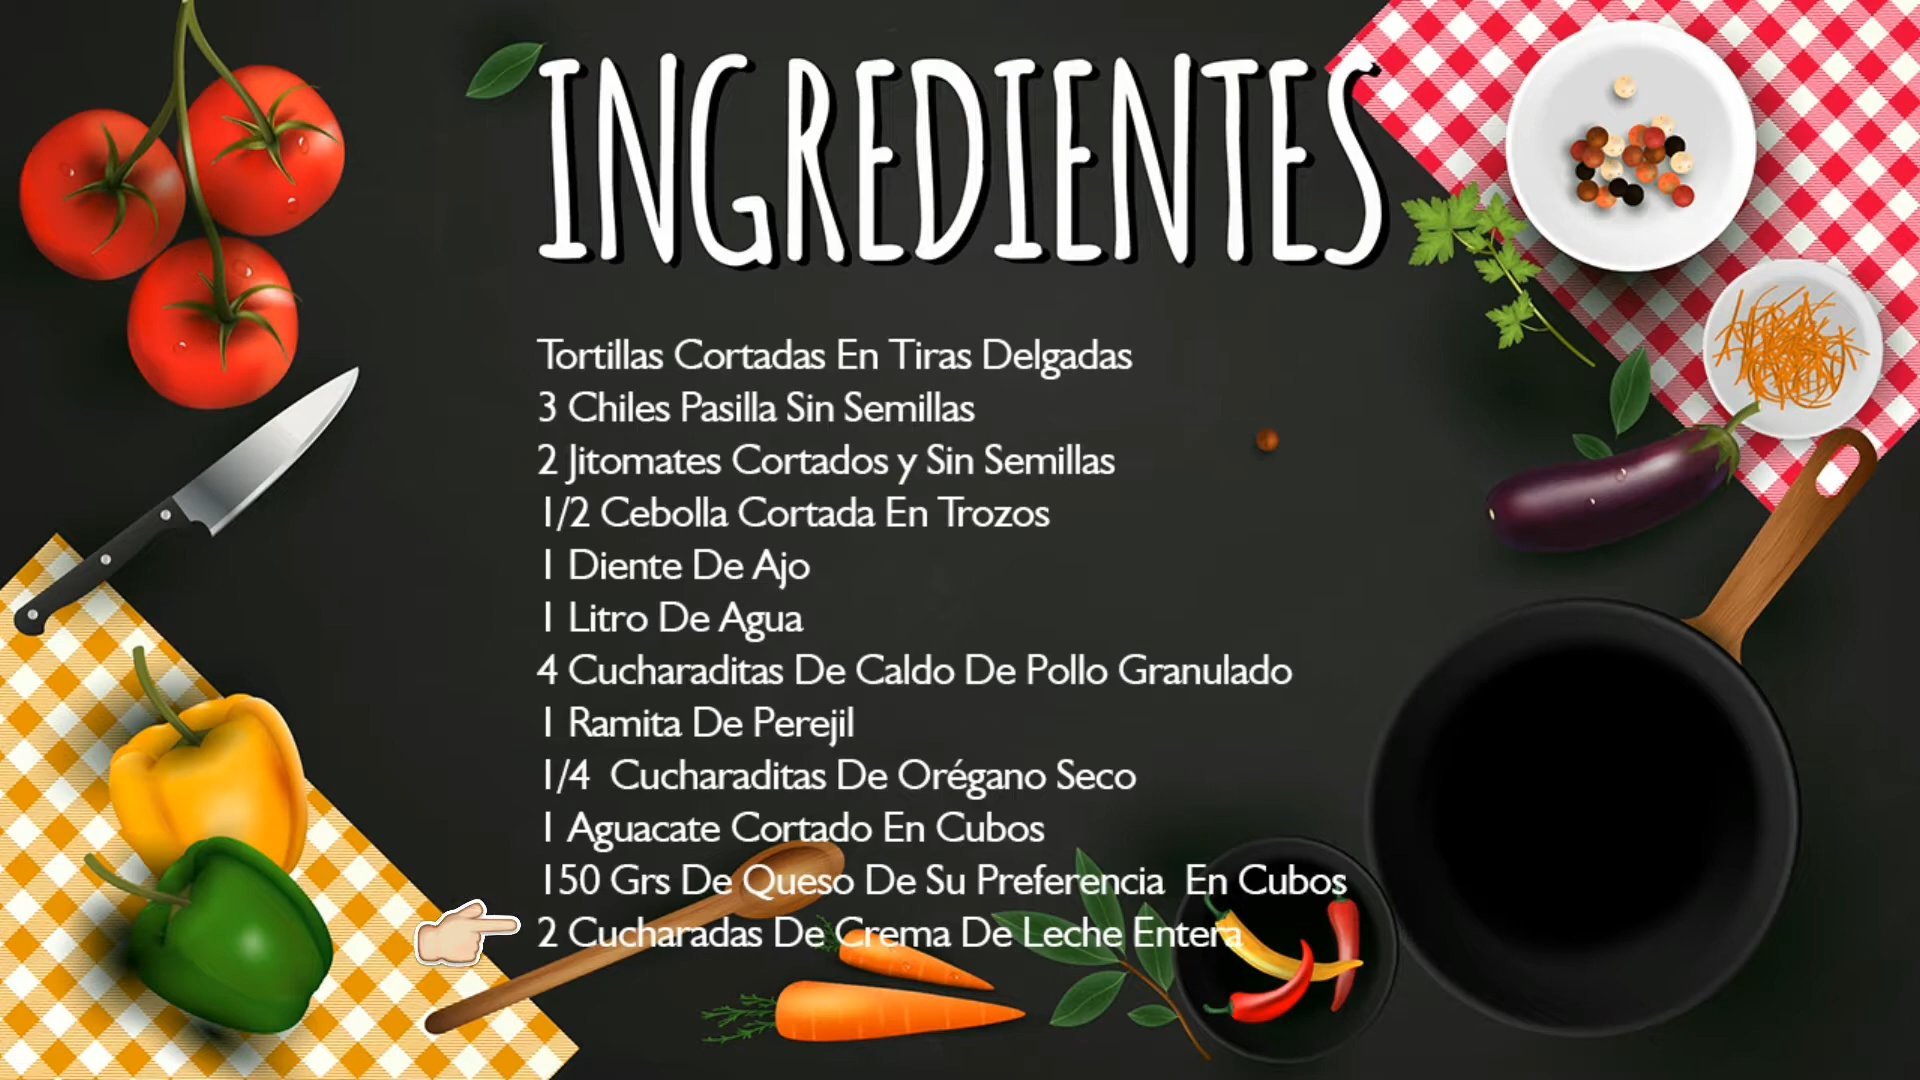 INGREDIENTES
Tortillas Cortadas En Tiras Delgadas
3 Chiles Pasilla Sin Semillas
2 Jitomates Cortados y Sin Semillas
1/2 Cebolla Cortada En Trozos
1 Diente De Ajo
1 Litro De Agua
4 Cucharaditas De Caldo De Pollo Granulado
1 Ramita De Perejil
1/4  Cucharaditas De Orégano Seco
1 Aguacate Cortado En Cubos
150 Grs De Queso De Su Preferencia  En Cubos
2 Cucharadas De Crema De Leche Entera